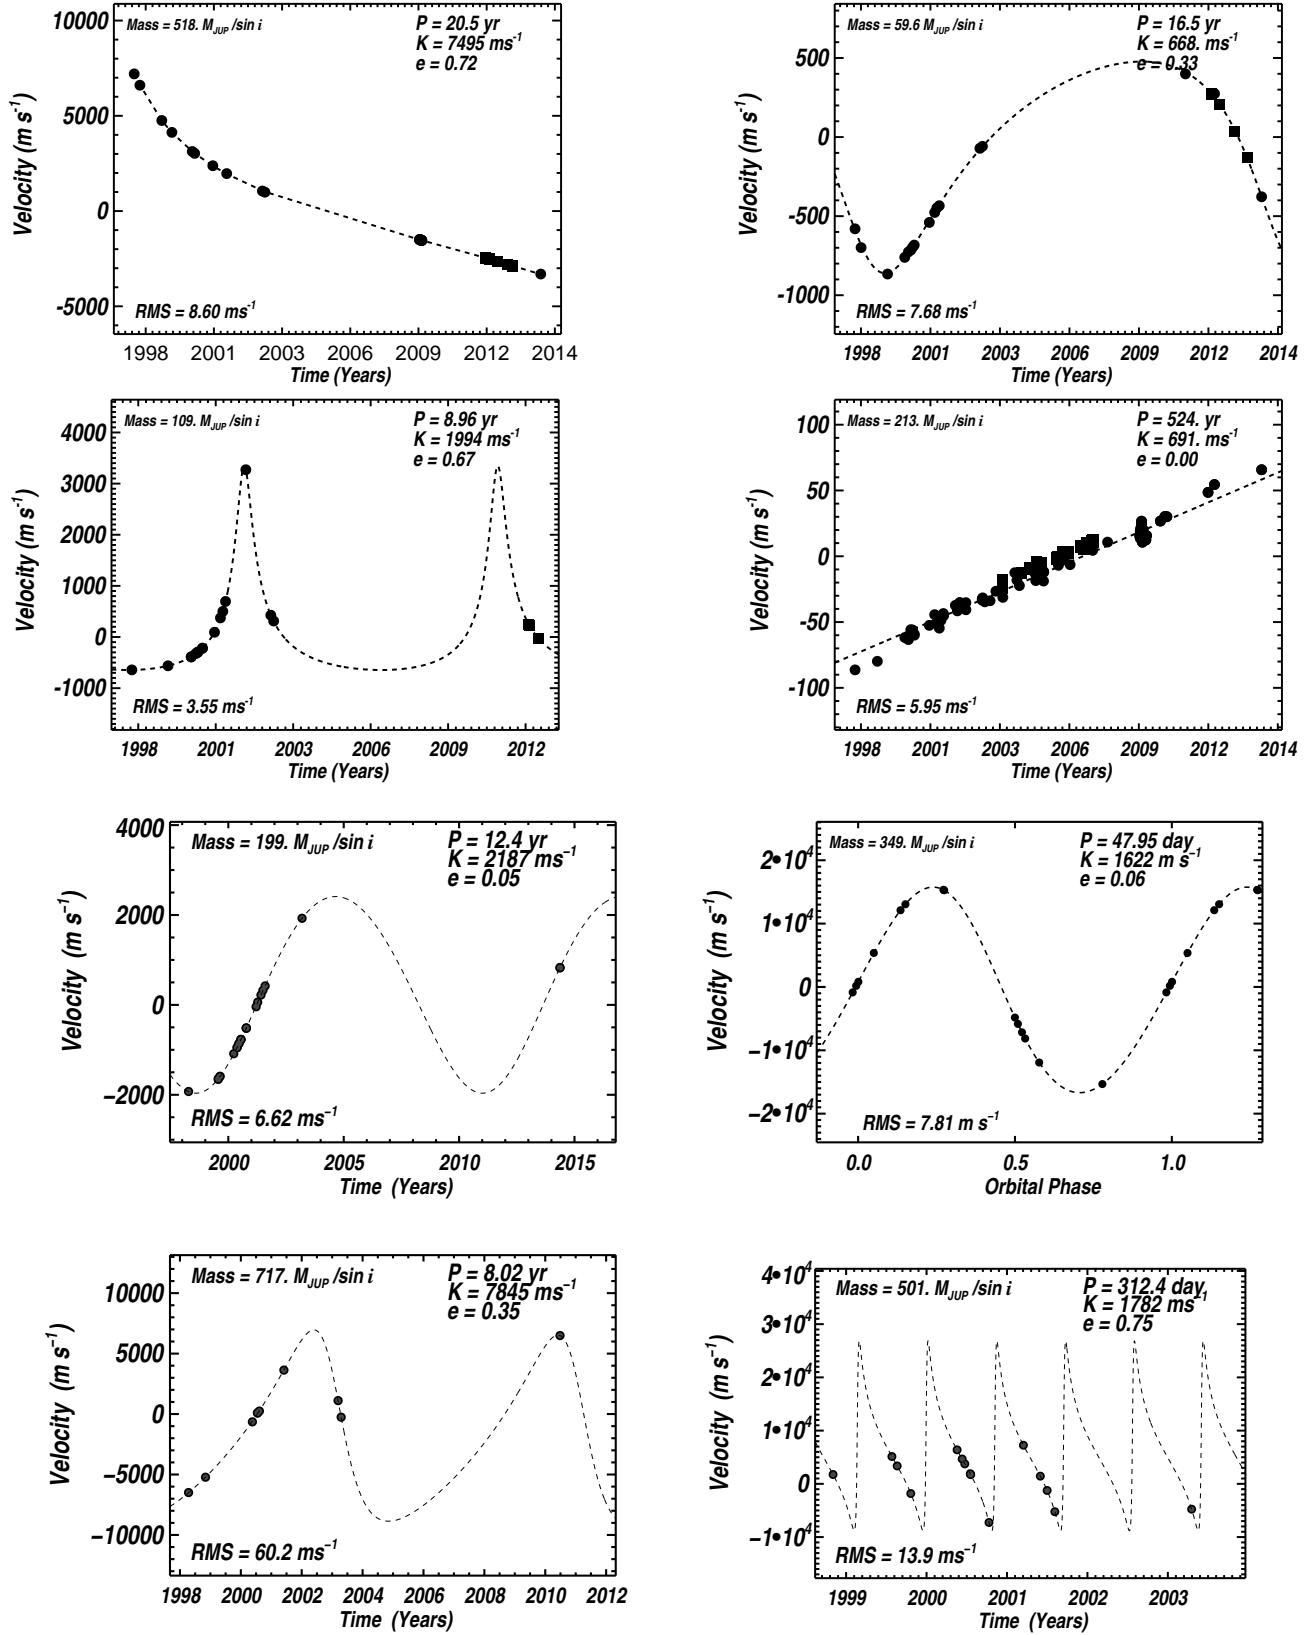 Mass = 518. M_JUP /sin i
P = 20.5 yr
K = 7495 ms^-1
e = 0.72
10000
5000
0
-5000
Velocity (m s^-1)
RMS = 8.60 ms^-1
1998 2001 2003 2006 2009 2012 2014
Time (Years)
Mass = 59.6 M_JUP /sin i
P = 16.5 yr
K = 668. ms^-1
e = 0.33
500
0
-500
-1000
Velocity (m s^-1)
RMS = 7.68 ms^-1
1998 2001 2003 2006 2009 2012 2014
Time (Years)
Mass = 109. M_JUP /sin i
P = 8.96 yr
K = 1994 ms^-1
e = 0.67
4000
3000
2000
1000
0
-1000
Velocity (m s^-1)
RMS = 3.55 ms^-1
1998 2001 2003 2006 2009 2012
Time (Years)
Mass = 213. M_JUP /sin i
P = 524. yr
K = 691. ms^-1
e = 0.00
100
50
0
-50
-100
Velocity (m s^-1)
RMS = 5.95 ms^-1
1998 2001 2003 2006 2009 2012 2014
Time (Years)
Mass = 199. M_JUP /sin i
P = 12.4 yr
K = 2187 ms^−1
e = 0.05
4000
2000
0
−2000
Velocity (m s^−1)
RMS = 6.62 ms^−1
2000 2005 2010 2015
Time (Years)
Mass = 349. M_JUP /sin i
P = 47.95 day
K = 1622 m s^−1
e = 0.06
2•10^4
1•10^4
0
−1•10^4
−2•10^4
Velocity (m s^−1)
RMS = 7.81 m s^−1
0.0 0.5 1.0
Orbital Phase
Mass = 717. M_JUP /sin i
P = 8.02 yr
K = 7845 ms^−1
e = 0.35
10000
5000
0
−5000
−10000
Velocity (m s^−1)
RMS = 60.2 ms^−1
1998 2000 2002 2004 2006 2008 2010 2012
Time (Years)
Mass = 501. M_JUP /sin i
P = 312.4 day
K = 1782 ms^−1
e = 0.75
4•10^4
3•10^4
2•10^4
1•10^4
0
−1•10^4
Velocity (m s^−1)
RMS = 13.9 ms^−1
1999 2000 2001 2002 2003
Time (Years)